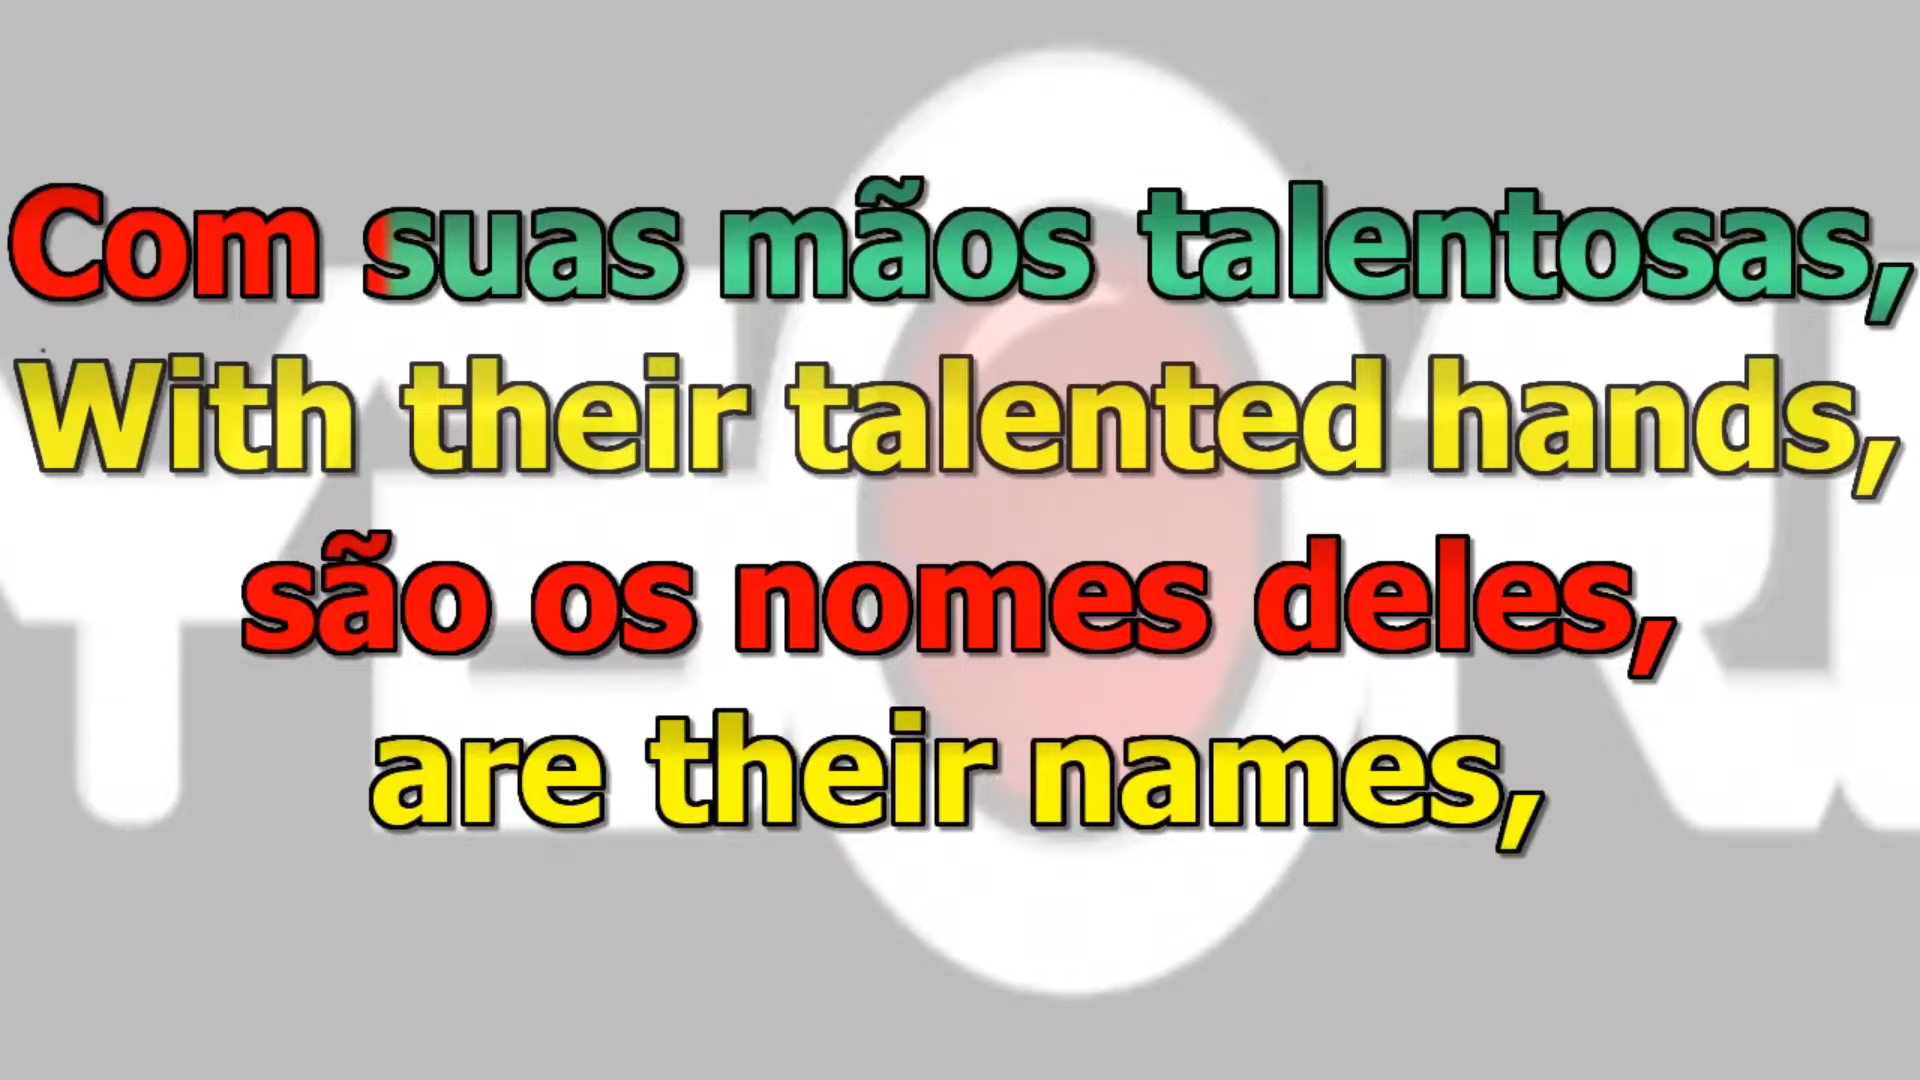 Com suas mãos talentosas,
With their talented hands,
são os nomes deles,
are their names,